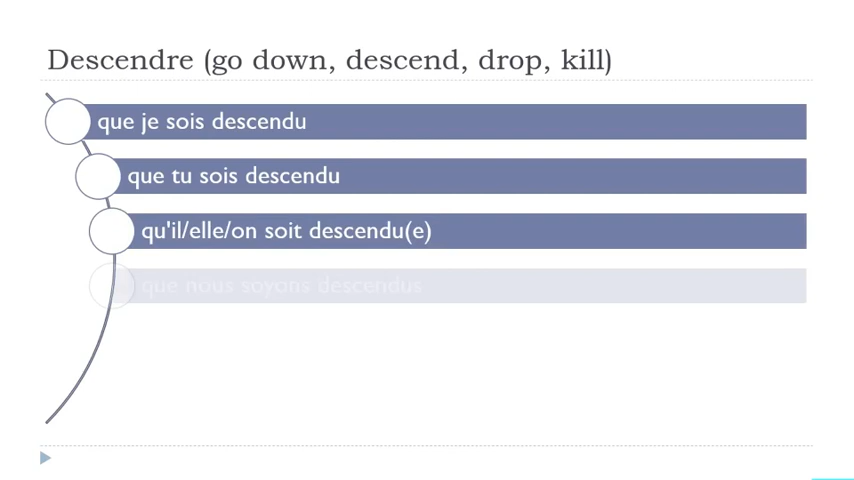 Descendre (go down, descend, drop, kill)
que je sois descendu
que tu sois descendu
qu'il/elle/on soit descendu(e)
que nous soyons descendus